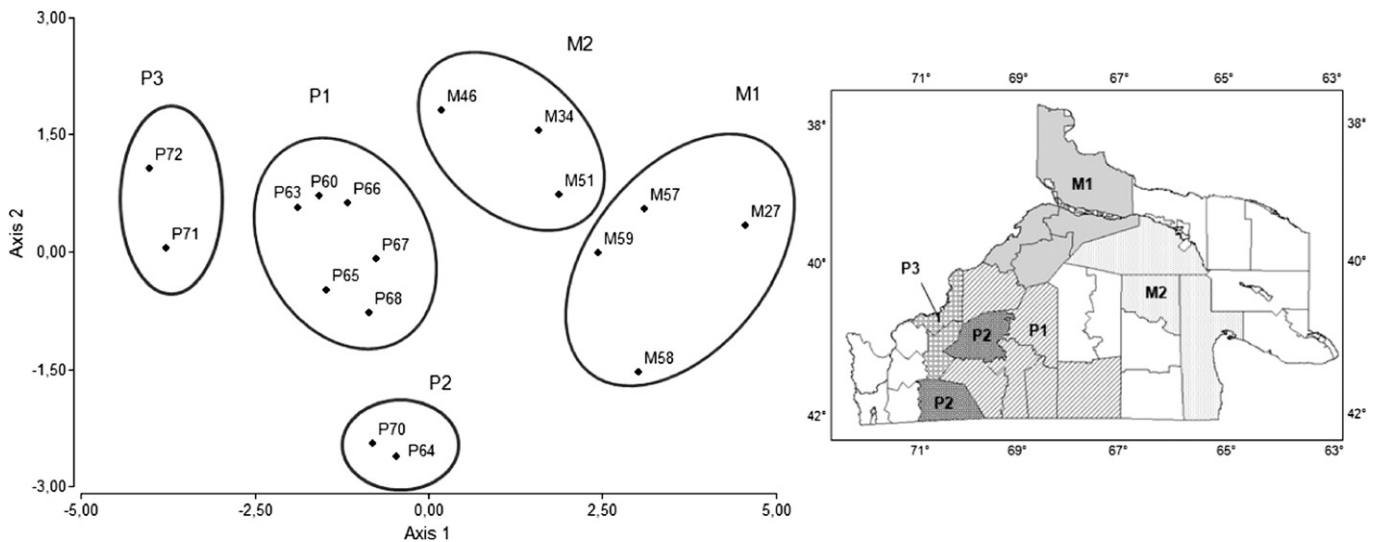 3,00
1,50
0,00
-1,50
-3,00
Axis 2
-5,00 -2,50 0,00 2,50 5,00
Axis 1
P3
P72
P71
P1
P63 P60 P66
P67
P65
P68
M2
M46
M34
M51
M1
M57
M27
M59
M58
P2
P70
P64
71° 69° 67° 65° 63°
38° 38°
40° 40°
42° 42°
M1
P3
M2
P2 P1
P2
71° 69° 67° 65° 63°